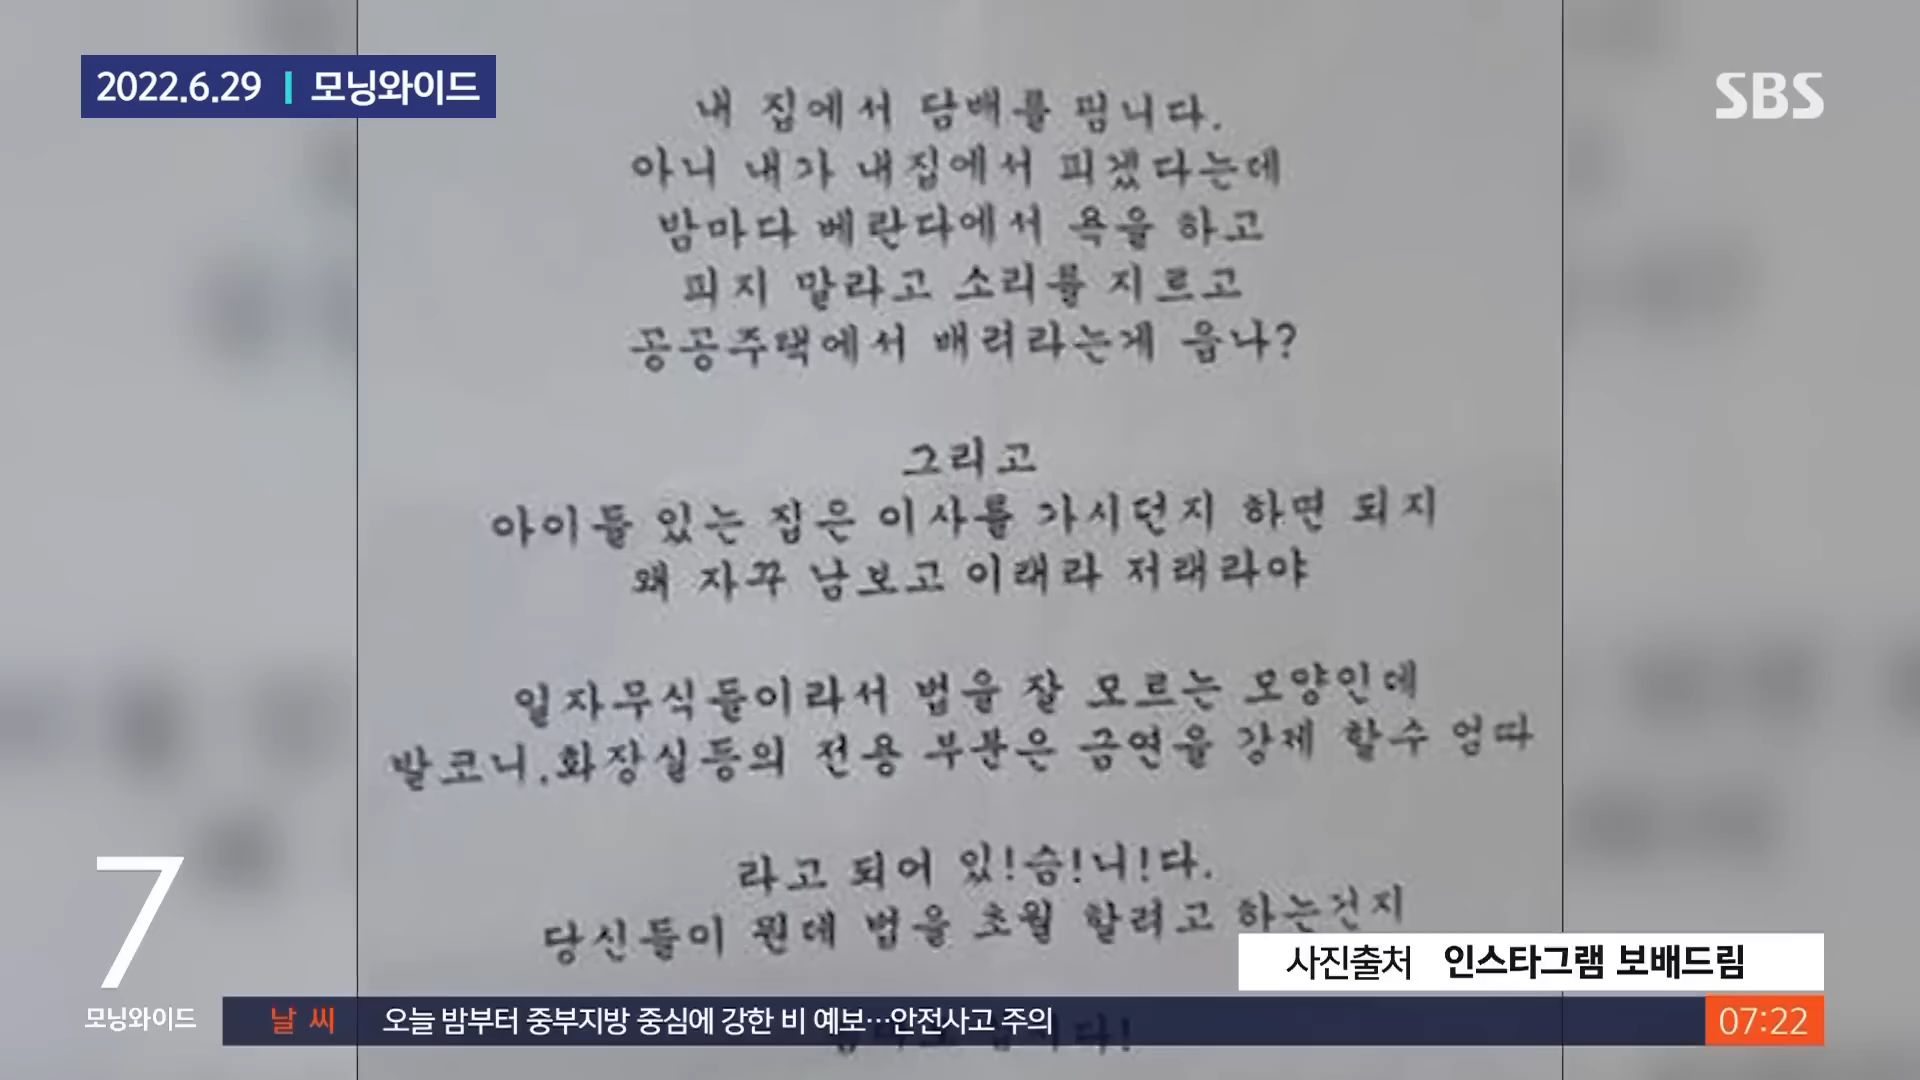 2022.6.29 | 모닝와이드
SBS
내 집에서 담배를 핍니다.
아니 내가 내집에서 피겠다는데
밤마다 베란다에서 욕을 하고
피지 말라고 소리를 지르고
공공주택에서 배려라는게 읍나?
그리고
아이들 있는 집은 이사를 가시던지 하면 되지
왜 자꾸 남보고 이래라 저래라야
일자무식들이라서 법을 잘 모르는 모양인데
발코니.화장실등의 전용 부분은 금연을 강제 할수 업따
라고 되어 있!슴!니!다.
당신들이 뭔데 법을 초월 할려고 하는건지
사진출처 인스타그램 보배드림
7
모닝와이드
날씨 오늘 밤부터 중부지방 중심에 강한 비 예보…안전사고 주의
07:22